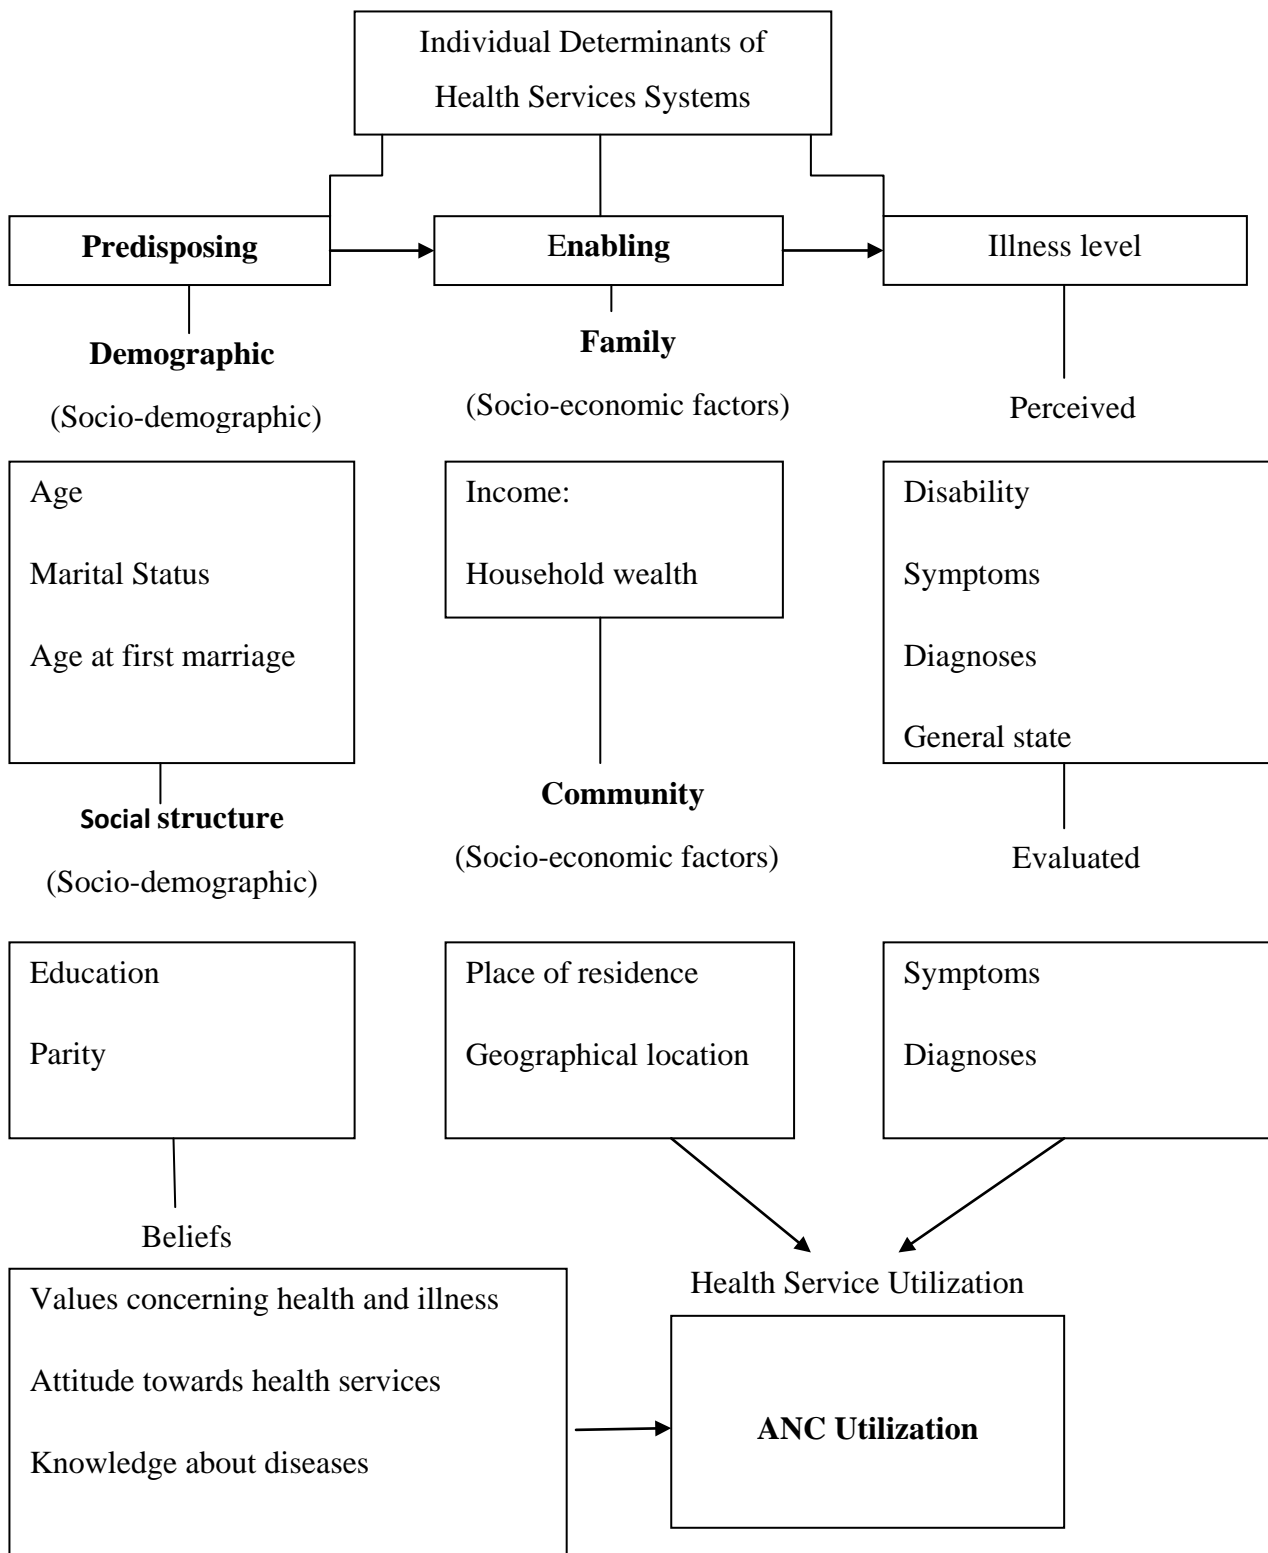 Individual Determinants of
Health Services Systems
Predisposing
Enabling
Illness level
Demographic
(Socio-demographic)
Family
(Socio-economic factors)
Perceived
Age
Marital Status
Age at first marriage
Income:
Household wealth
Disability
Symptoms
Diagnoses
General state
Social structure
(Socio-demographic)
Community
(Socio-economic factors)
Evaluated
Education
Parity
Place of residence
Geographical location
Symptoms
Diagnoses
Beliefs
Values concerning health and illness
Attitude towards health services
Knowledge about diseases
Health Service Utilization
ANC Utilization